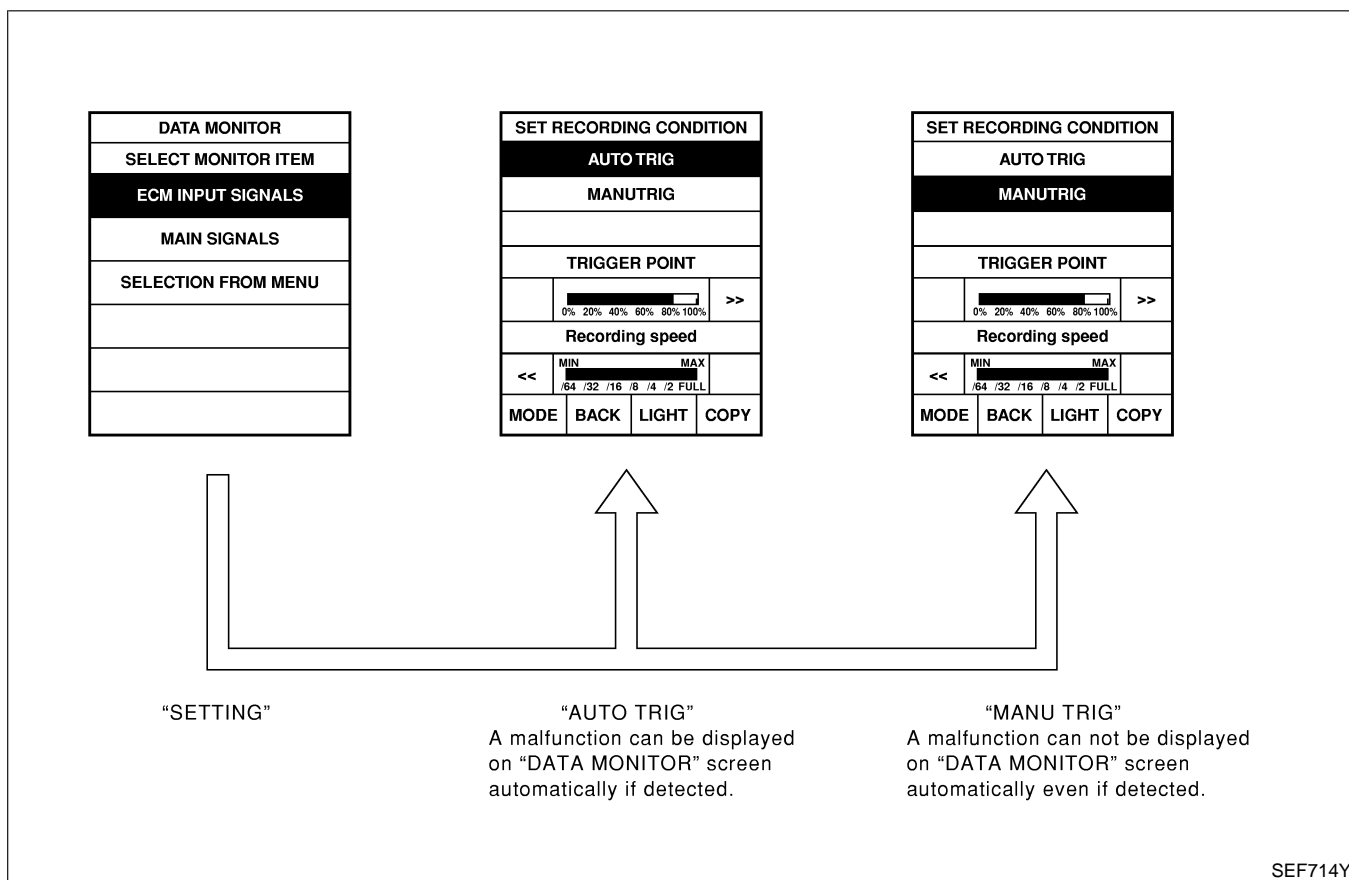 DATA MONITOR
SELECT MONITOR ITEM
ECM INPUT SIGNALS
MAIN SIGNALS
SELECTION FROM MENU
SET RECORDING CONDITION
AUTO TRIG
MANUTRIG
TRIGGER POINT
>>
0% 20% 40% 60% 80% 100%
Recording speed
MIN MAX
<<
/64 /32 /16 /8 /4 /2 FULL
MODE BACK LIGHT COPY
SET RECORDING CONDITION
AUTO TRIG
MANUTRIG
TRIGGER POINT
>>
0% 20% 40% 60% 80% 100%
Recording speed
MIN MAX
<<
/64 /32 /16 /8 /4 /2 FULL
MODE BACK LIGHT COPY
“SETTING”
“AUTO TRIG”
A malfunction can be displayed
on “DATA MONITOR” screen
automatically if detected.
“MANU TRIG”
A malfunction can not be displayed
on “DATA MONITOR” screen
automatically even if detected.
SEF714Y